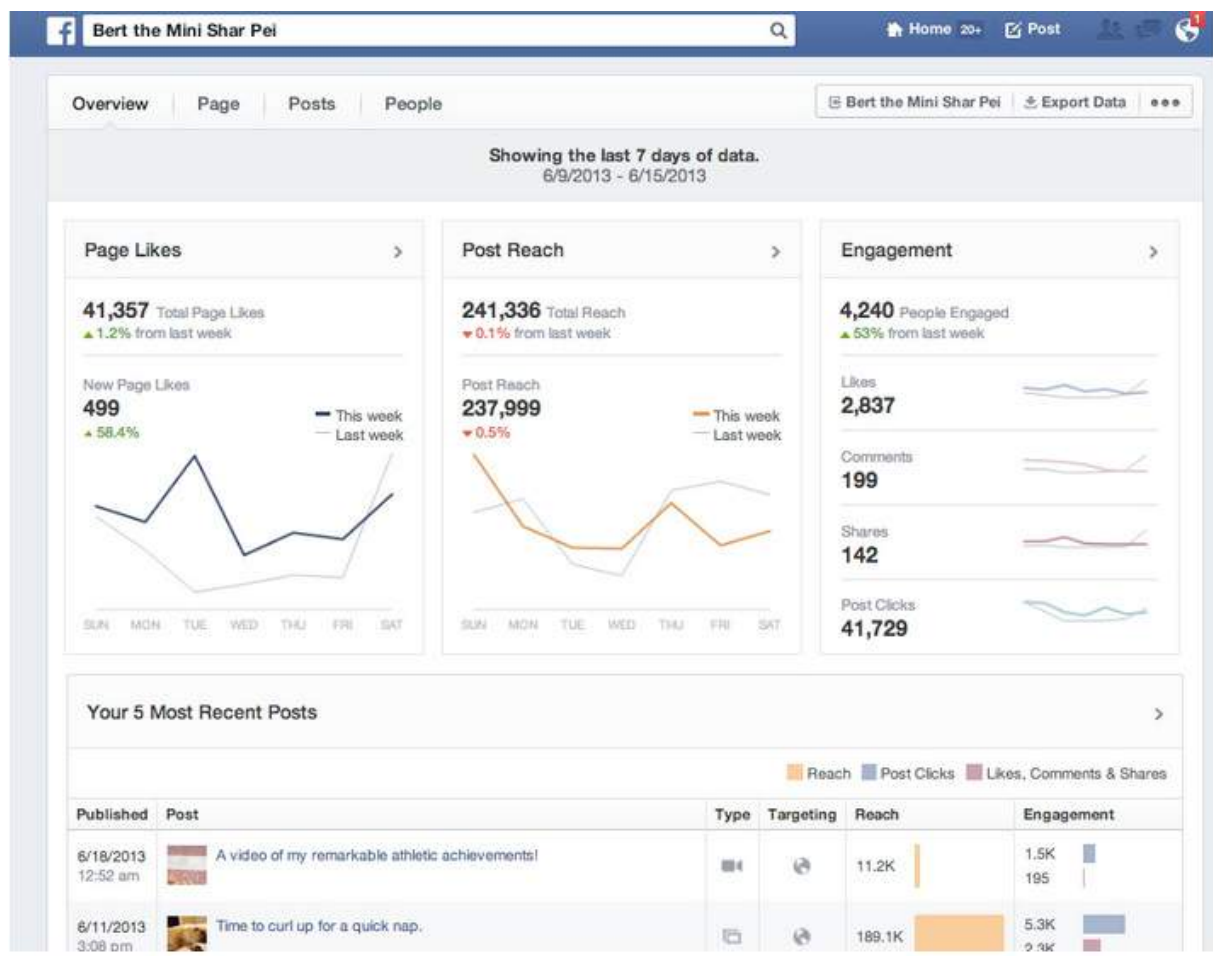 f Bert the Mini Shar Pei Home 20+ Post 1
Overview Page Posts People Bert the Mini Shar Pei Export Data
Showing the last 7 days of data.
6/9/2013 - 6/15/2013
Page Likes
41,357 Total Page Likes
1.2% from last week
New Page Likes
499
58.4%
This week
Last week
SUN MON TUE WED THU FRI SAT
Post Reach
241,336 Total Reach
0.1% from last week
Post Reach
237,999
0.5%
This week
Last week
SUN MON TUE WED THU FRI SAT
Engagement
4,240 People Engaged
53% from last week
Likes
2,837
Comments
199
Shares
142
Post Clicks
41,729
Your 5 Most Recent Posts
Reach Post Clicks Likes, Comments & Shares
Published Post Type Targeting Reach Engagement
6/18/2013 A video of my remarkable athletic achievements! 11.2K 1.5K
12:52 am 195
6/11/2013 Time to curl up for a quick nap. 189.1K 5.3K
3:08 pm 2.3K